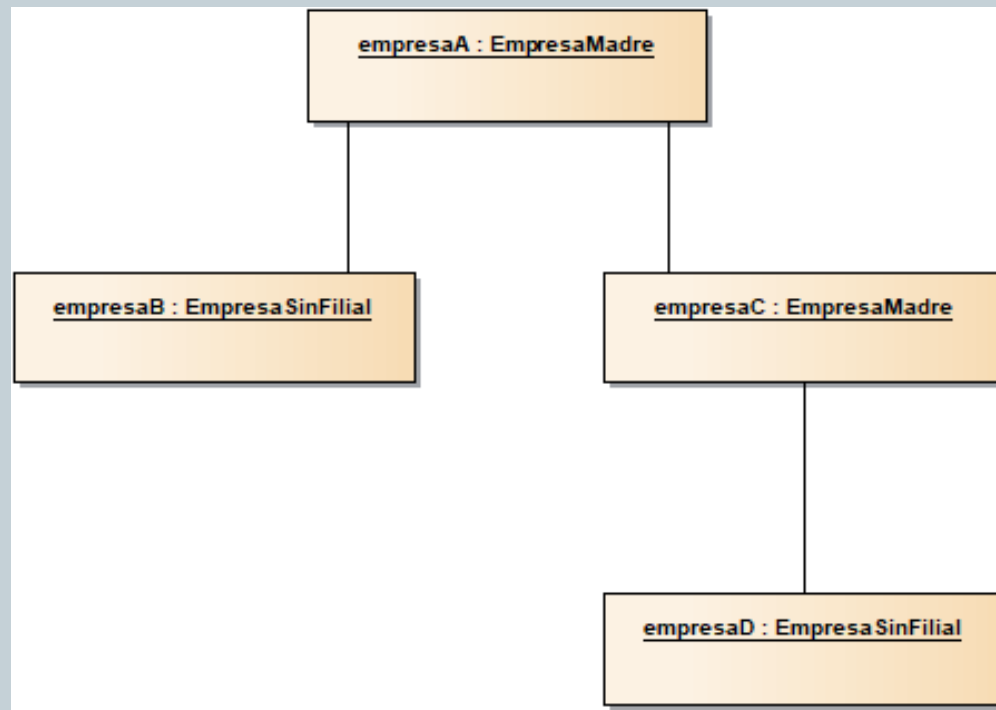 empresaA : EmpresaMadre
empresaB : EmpresaSinFilial
empresaC : EmpresaMadre
empresaD : EmpresaSinFilial